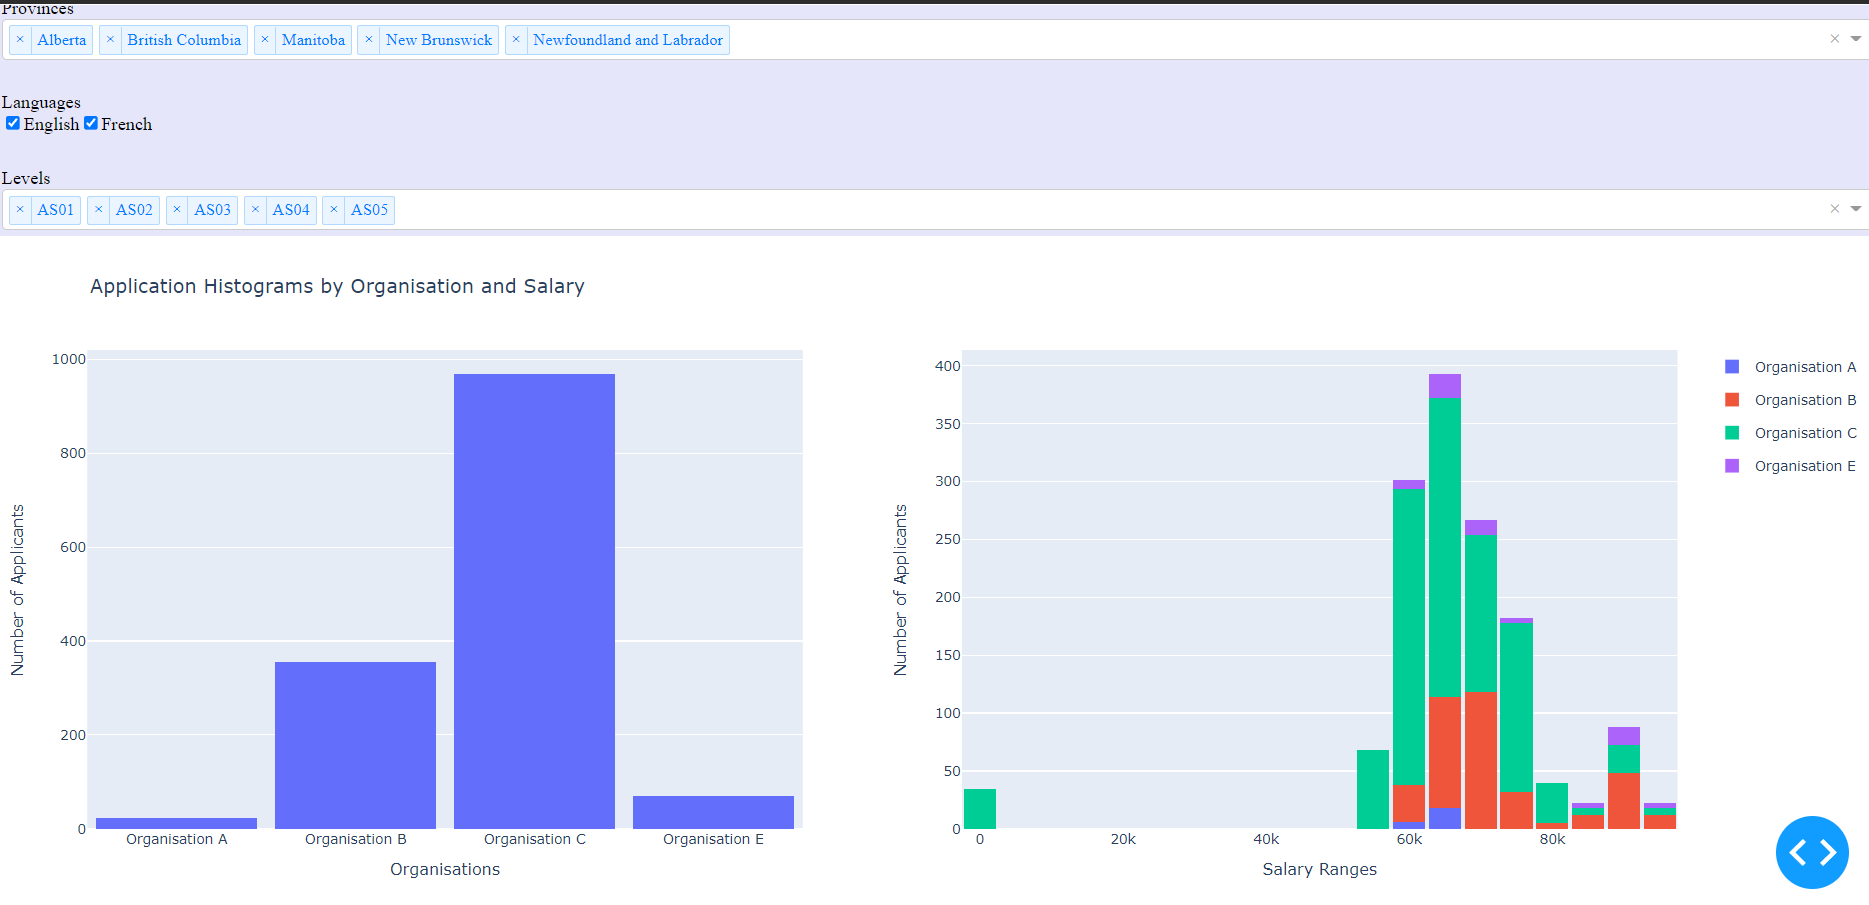 Provinces
× Alberta × British Columbia × Manitoba × New Brunswick × Newfoundland and Labrador ×
Languages
English French
Levels
× AS01 × AS02 × AS03 × AS04 × AS05 ×
Application Histograms by Organisation and Salary
Number of Applicants
1000
800
600
400
200
0
Organisation A Organisation B Organisation C Organisation E
Organisations
Number of Applicants
400
350
300
250
200
150
100
50
0
0 20k 40k 60k 80k
Salary Ranges
Organisation A
Organisation B
Organisation C
Organisation E